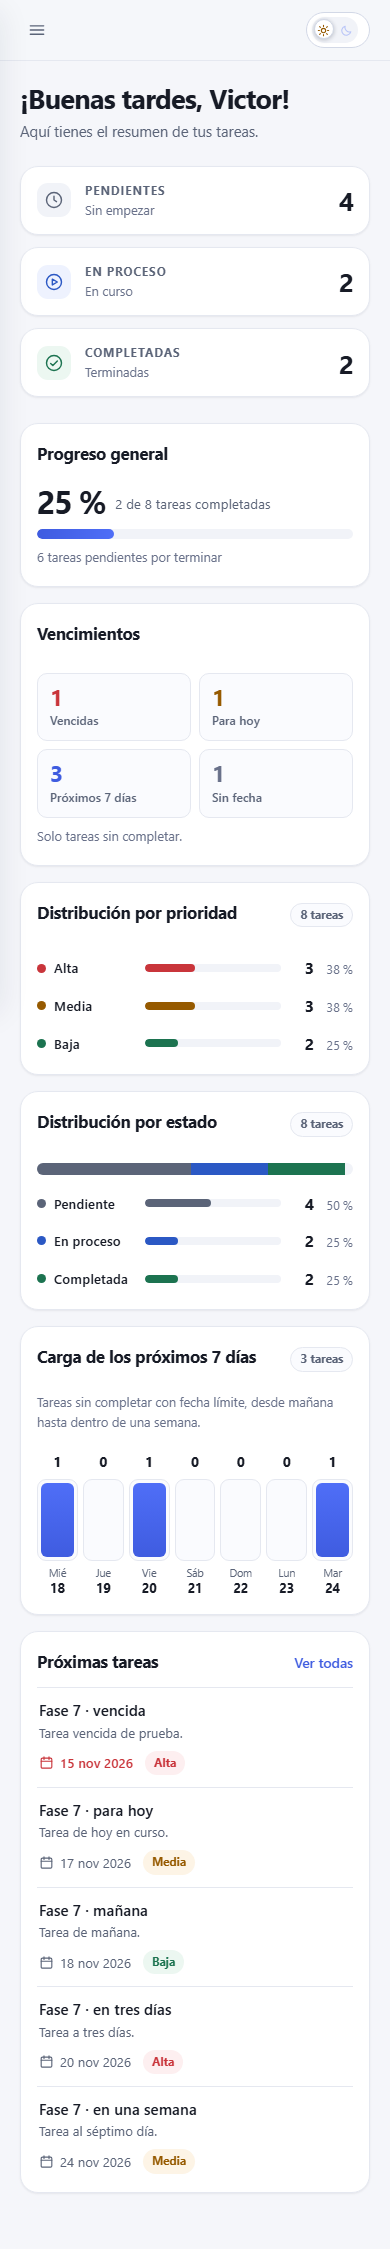 ¡Buenas tardes, Victor!
Aquí tienes el resumen de tus tareas.
PENDIENTES
Sin empezar
4
EN PROCESO
En curso
2
COMPLETADAS
Terminadas
2
Progreso general
25 % 2 de 8 tareas completadas
6 tareas pendientes por terminar
Vencimientos
1
Vencidas
1
Para hoy
3
Próximos 7 días
1
Sin fecha
Solo tareas sin completar.
Distribución por prioridad 8 tareas
Alta 3 38 %
Media 3 38 %
Baja 2 25 %
Distribución por estado 8 tareas
Pendiente 4 50 %
En proceso 2 25 %
Completada 2 25 %
Carga de los próximos 7 días 3 tareas
Tareas sin completar con fecha límite, desde mañana
hasta dentro de una semana.
1 0 1 0 0 0 1
Mié Jue Vie Sáb Dom Lun Mar
18 19 20 21 22 23 24
Próximas tareas Ver todas
Fase 7 · vencida
Tarea vencida de prueba.
15 nov 2026 Alta
Fase 7 · para hoy
Tarea de hoy en curso.
17 nov 2026 Media
Fase 7 · mañana
Tarea de mañana.
18 nov 2026 Baja
Fase 7 · en tres días
Tarea a tres días.
20 nov 2026 Alta
Fase 7 · en una semana
Tarea al séptimo día.
24 nov 2026 Media